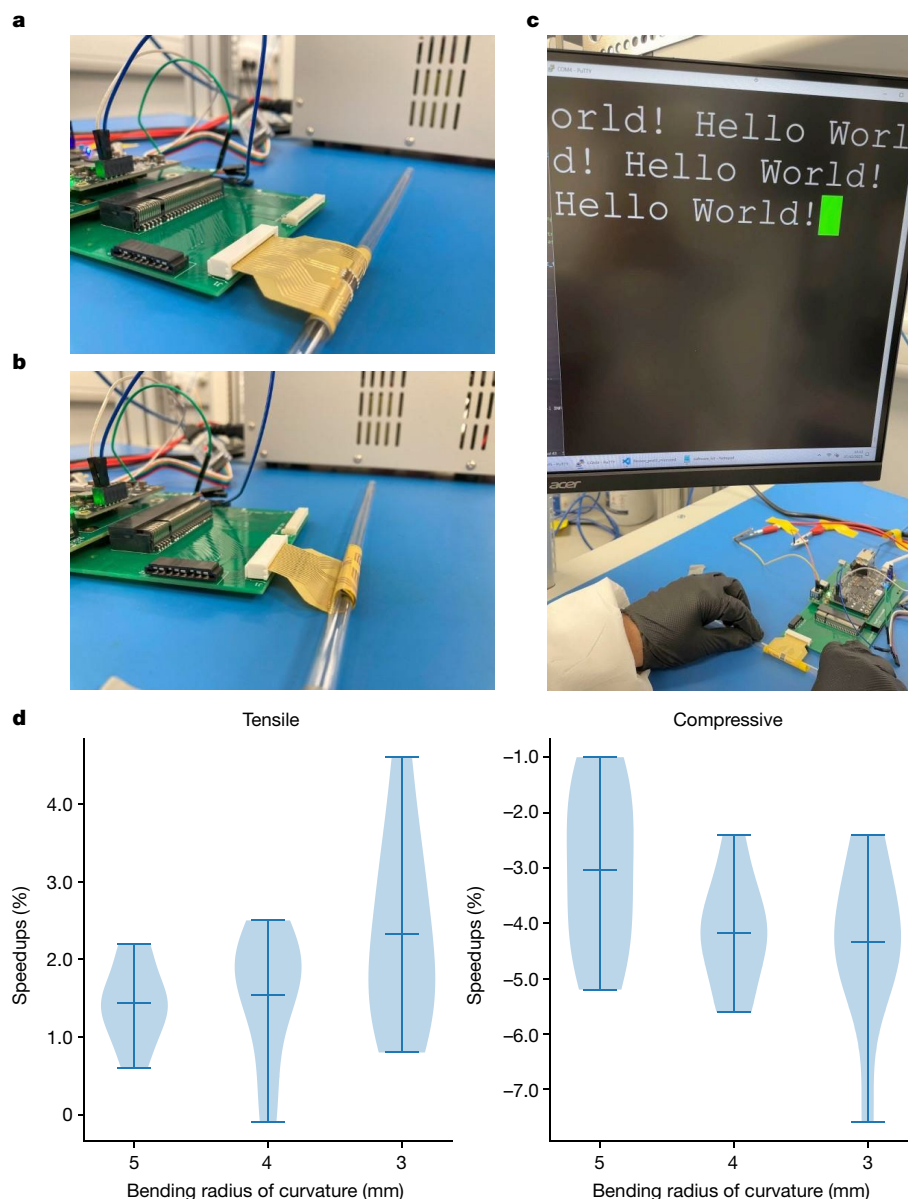 a
c
COM4 - PuTTY
orld! Hello Worl
d! Hello World!
Hello World!
acer
b
d
Tensile
Compressive
Speedups (%)
4.0
3.0
2.0
1.0
0
5
4
3
Bending radius of curvature (mm)
Speedups (%)
–1.0
–2.0
–3.0
–4.0
–5.0
–6.0
–7.0
5
4
3
Bending radius of curvature (mm)